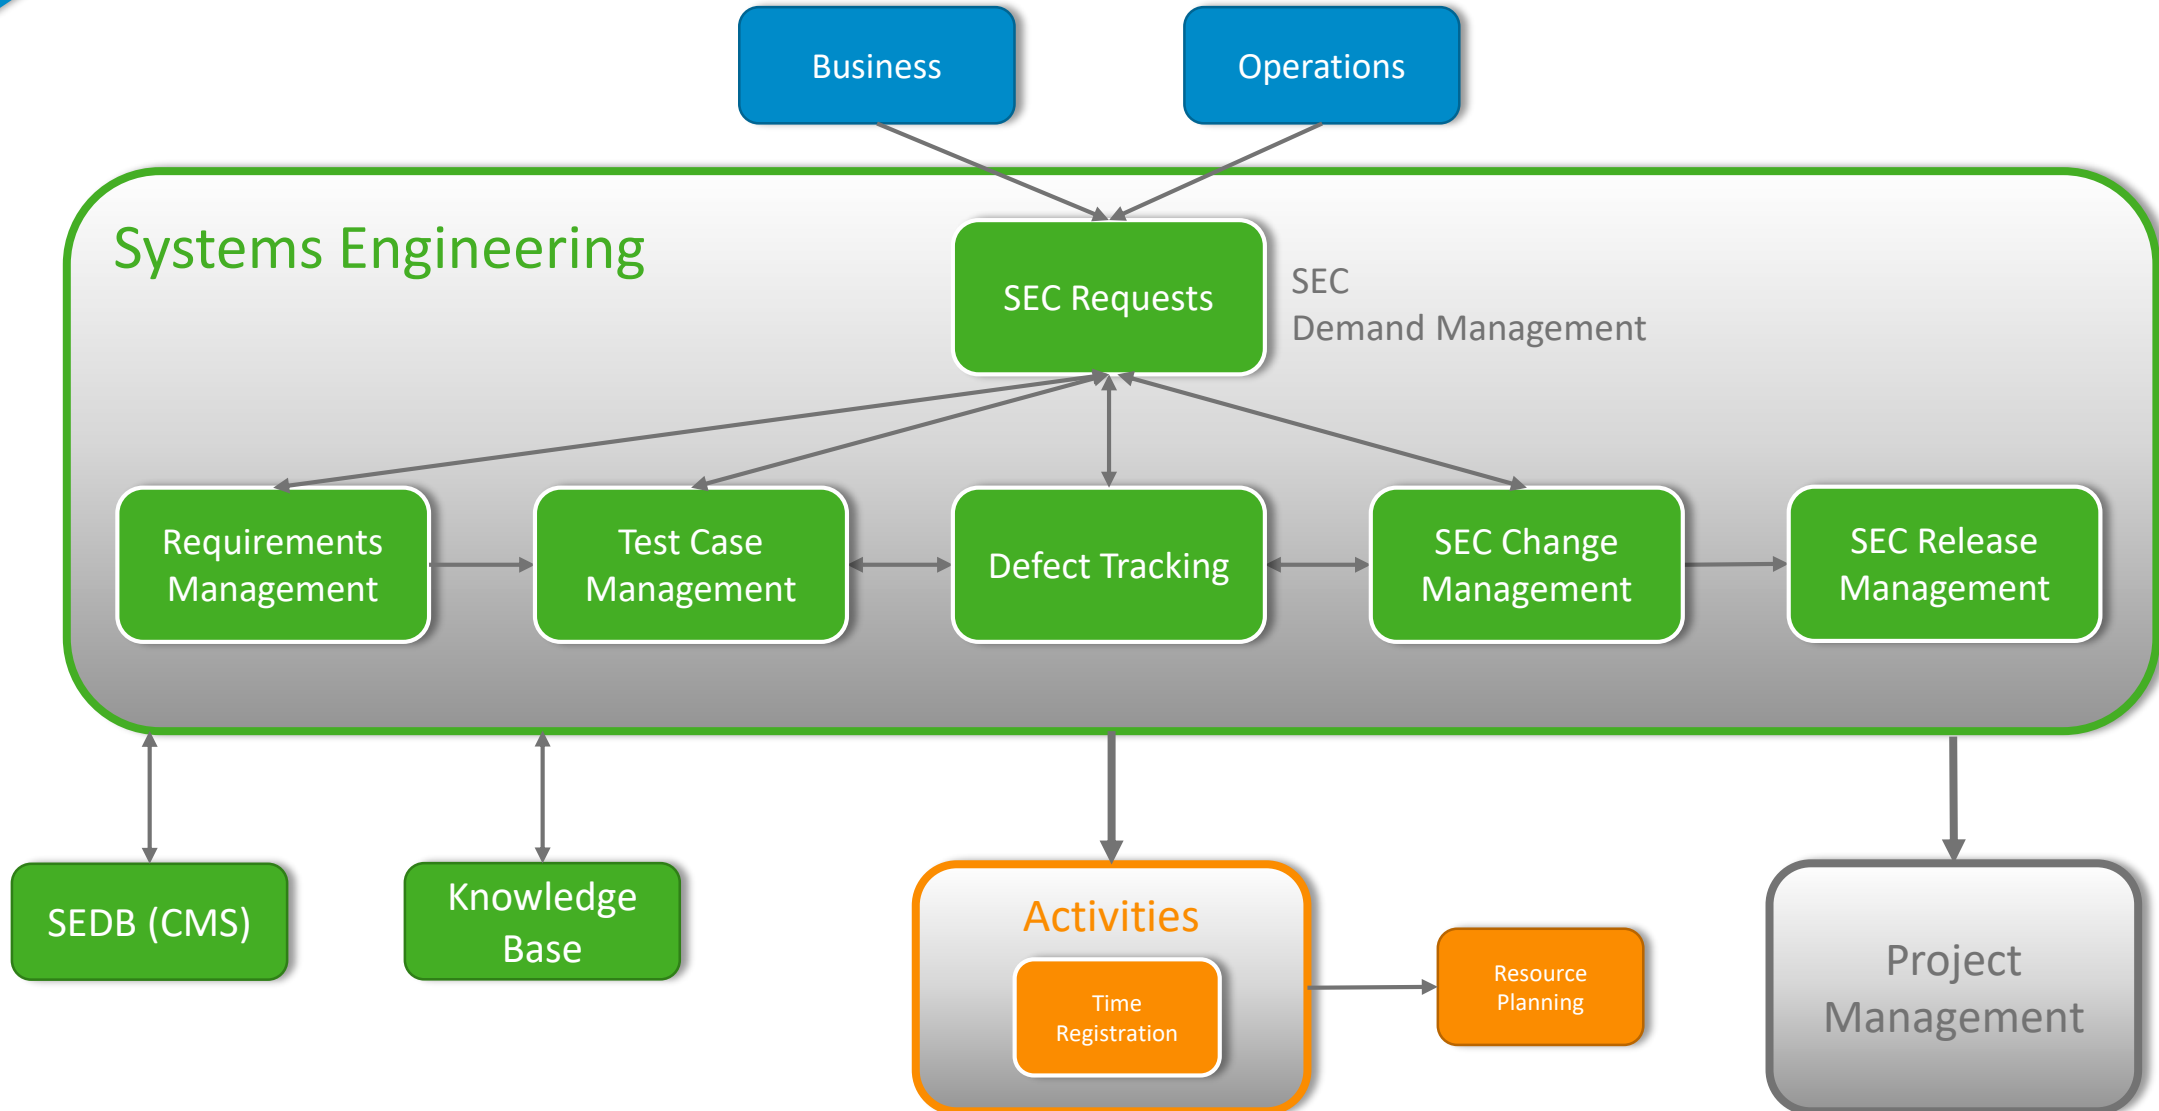 Business
Operations
Systems Engineering
SEC Requests
SEC
Demand Management
Requirements
Management
Test Case
Management
Defect Tracking
SEC Change
Management
SEC Release
Management
SEDB (CMS)
Knowledge
Base
Activities
Time
Registration
Resource
Planning
Project
Management